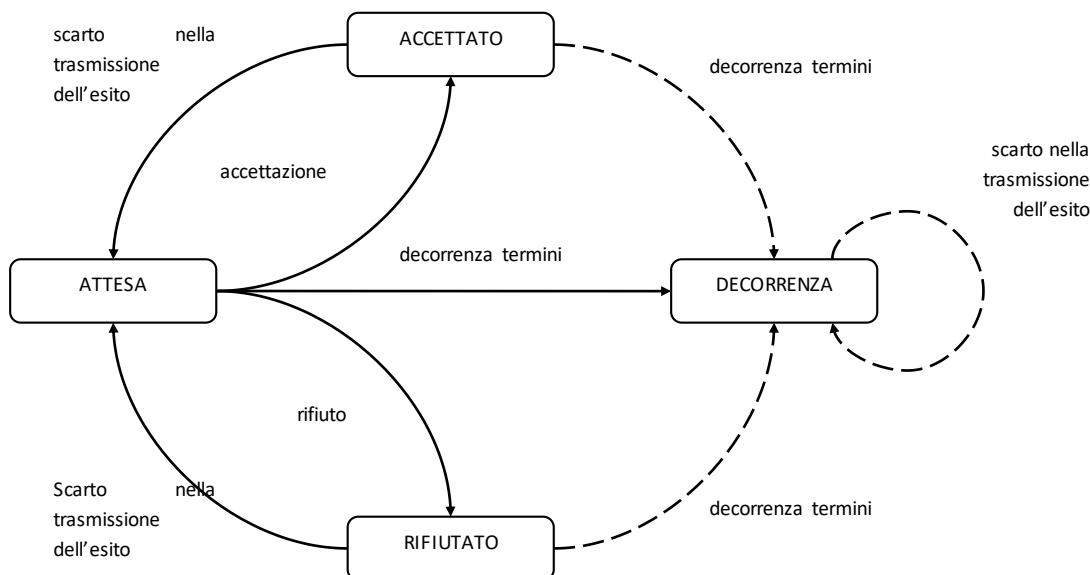 scarto nella
trasmissione
dell'esito
ACCETTATO
decorrenza termini
accettazione
scarto nella
trasmissione
dell'esito
decorrenza termini
ATTESA
DECORRENZA
rifiuto
Scarto nella
trasmissione
dell'esito
decorrenza termini
RIFIUTATO